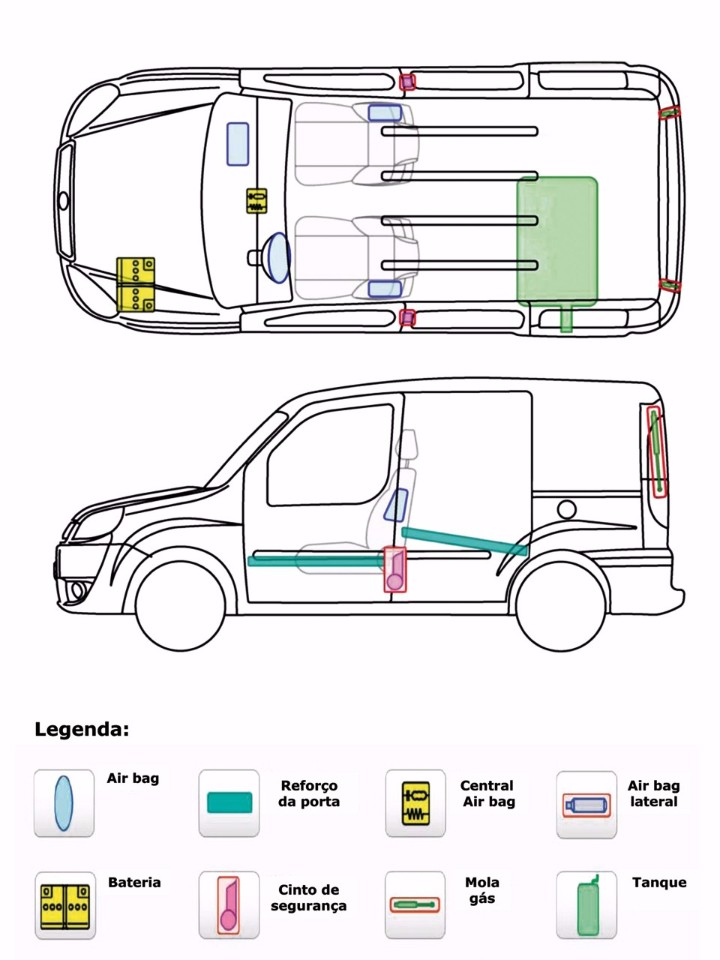 Legenda:
Air bag
Reforço
da porta
Central
Air bag
Air bag
lateral
Bateria
Cinto de
segurança
Mola
gás
Tanque